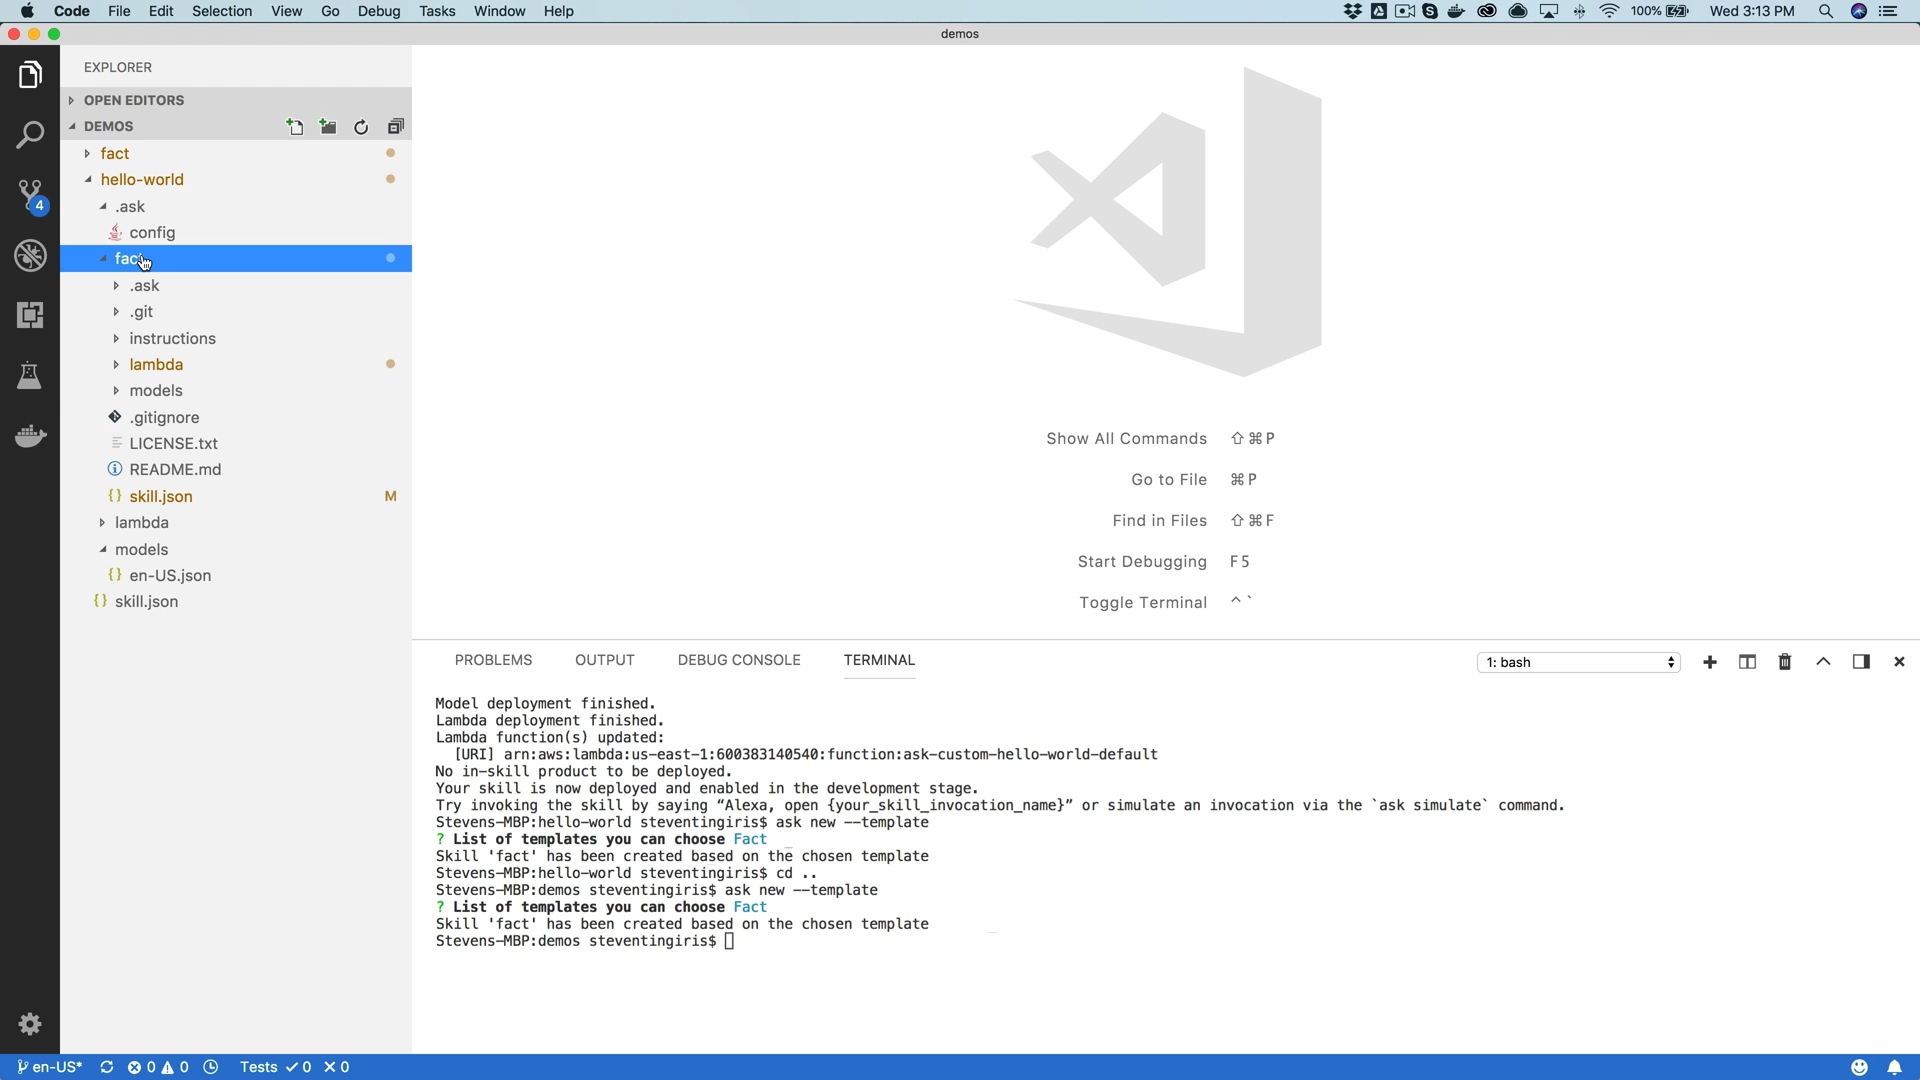 Code File Edit Selection View Go Debug Tasks Window Help 100% Wed 3:13 PM
demos
EXPLORER
OPEN EDITORS
DEMOS
fact
hello-world
.ask
config
fact
.ask
.git
instructions
lambda
models
.gitignore
LICENSE.txt
README.md
skill.json M
lambda
models
en-US.json
skill.json
4
Show All Commands ⇧⌘P
Go to File ⌘P
Find in Files ⇧⌘F
Start Debugging F5
Toggle Terminal ^`
PROBLEMS OUTPUT DEBUG CONSOLE TERMINAL 1: bash
Model deployment finished.
Lambda deployment finished.
Lambda function(s) updated:
[URI] arn:aws:lambda:us-east-1:600383140540:function:ask-custom-hello-world-default
No in-skill product to be deployed.
Your skill is now deployed and enabled in the development stage.
Try invoking the skill by saying “Alexa, open {your_skill_invocation_name}” or simulate an invocation via the `ask simulate` command.
Stevens-MBP:hello-world steventingiris$ ask new --template
? List of templates you can choose Fact
Skill 'fact' has been created based on the chosen template
Stevens-MBP:hello-world steventingiris$ cd ..
Stevens-MBP:demos steventingiris$ ask new --template
? List of templates you can choose Fact
Skill 'fact' has been created based on the chosen template
Stevens-MBP:demos steventingiris$
en-US* 0 0 Tests ✓ 0 ✕ 0